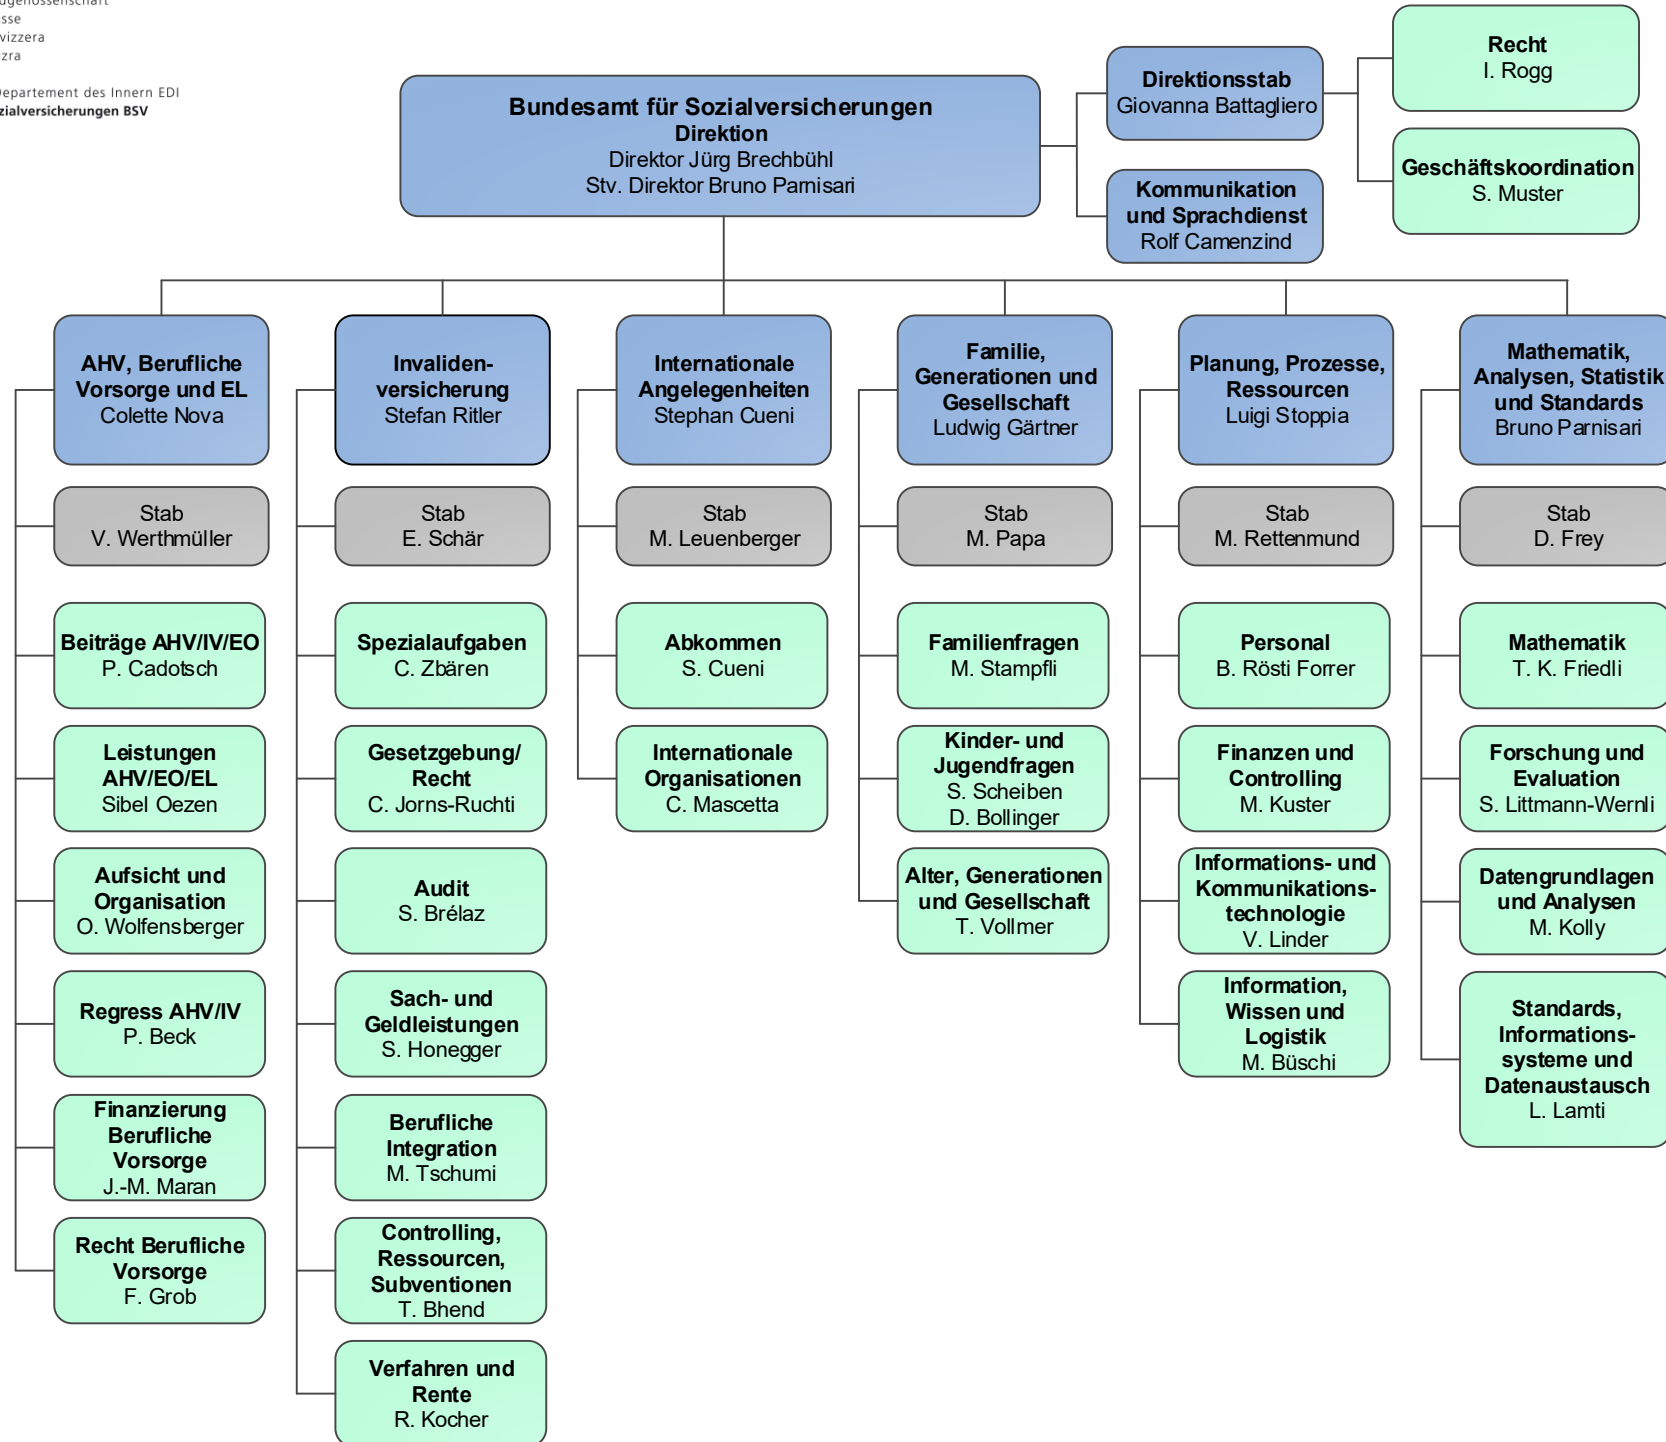 dgenossenschaft
sse
vizzera
zra
Departement des Innern EDI
zialversicherungen BSV
Bundesamt für Sozialversicherungen
Direktion
Direktor Jürg Brechbühl
Stv. Direktor Bruno Parnisari
Direktionsstab
Giovanna Battagliero
Kommunikation
und Sprachdienst
Rolf Camenzind
Recht
I. Rogg
Geschäftskoordination
S. Muster
AHV, Berufliche
Vorsorge und EL
Colette Nova
Stab
V. Werthmüller
Beiträge AHV/IV/EO
P. Cadotsch
Leistungen
AHV/EO/EL
Sibel Oezen
Aufsicht und
Organisation
O. Wolfensberger
Regress AHV/IV
P. Beck
Finanzierung
Berufliche
Vorsorge
J.-M. Maran
Recht Berufliche
Vorsorge
F. Grob
Invaliden-
versicherung
Stefan Ritler
Stab
E. Schär
Spezialaufgaben
C. Zbären
Gesetzgebung/
Recht
C. Jorns-Ruchti
Audit
S. Brélaz
Sach- und
Geldleistungen
S. Honegger
Berufliche
Integration
M. Tschumi
Controlling,
Ressourcen,
Subventionen
T. Bhend
Verfahren und
Rente
R. Kocher
Internationale
Angelegenheiten
Stephan Cueni
Stab
M. Leuenberger
Abkommen
S. Cueni
Internationale
Organisationen
C. Mascetta
Familie,
Generationen und
Gesellschaft
Ludwig Gärtner
Stab
M. Papa
Familienfragen
M. Stampfli
Kinder- und
Jugendfragen
S. Scheiben
D. Bollinger
Alter, Generationen
und Gesellschaft
T. Vollmer
Planung, Prozesse,
Ressourcen
Luigi Stoppia
Stab
M. Rettenmund
Personal
B. Rösti Forrer
Finanzen und
Controlling
M. Kuster
Informations- und
Kommunikations-
technologie
V. Linder
Information,
Wissen und
Logistik
M. Büschi
Mathematik,
Analysen, Statistik
und Standards
Bruno Parnisari
Stab
D. Frey
Mathematik
T. K. Friedli
Forschung und
Evaluation
S. Littmann-Wernli
Datengrundlagen
und Analysen
M. Kolly
Standards,
Informations-
systeme und
Datenaustausch
L. Lamti